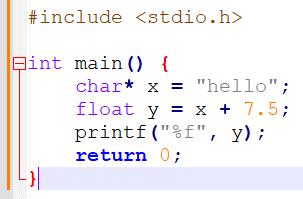 #include <stdio.h>
int main() {
    char* x = "hello";
    float y = x + 7.5;
    printf("%f", y);
    return 0;
}